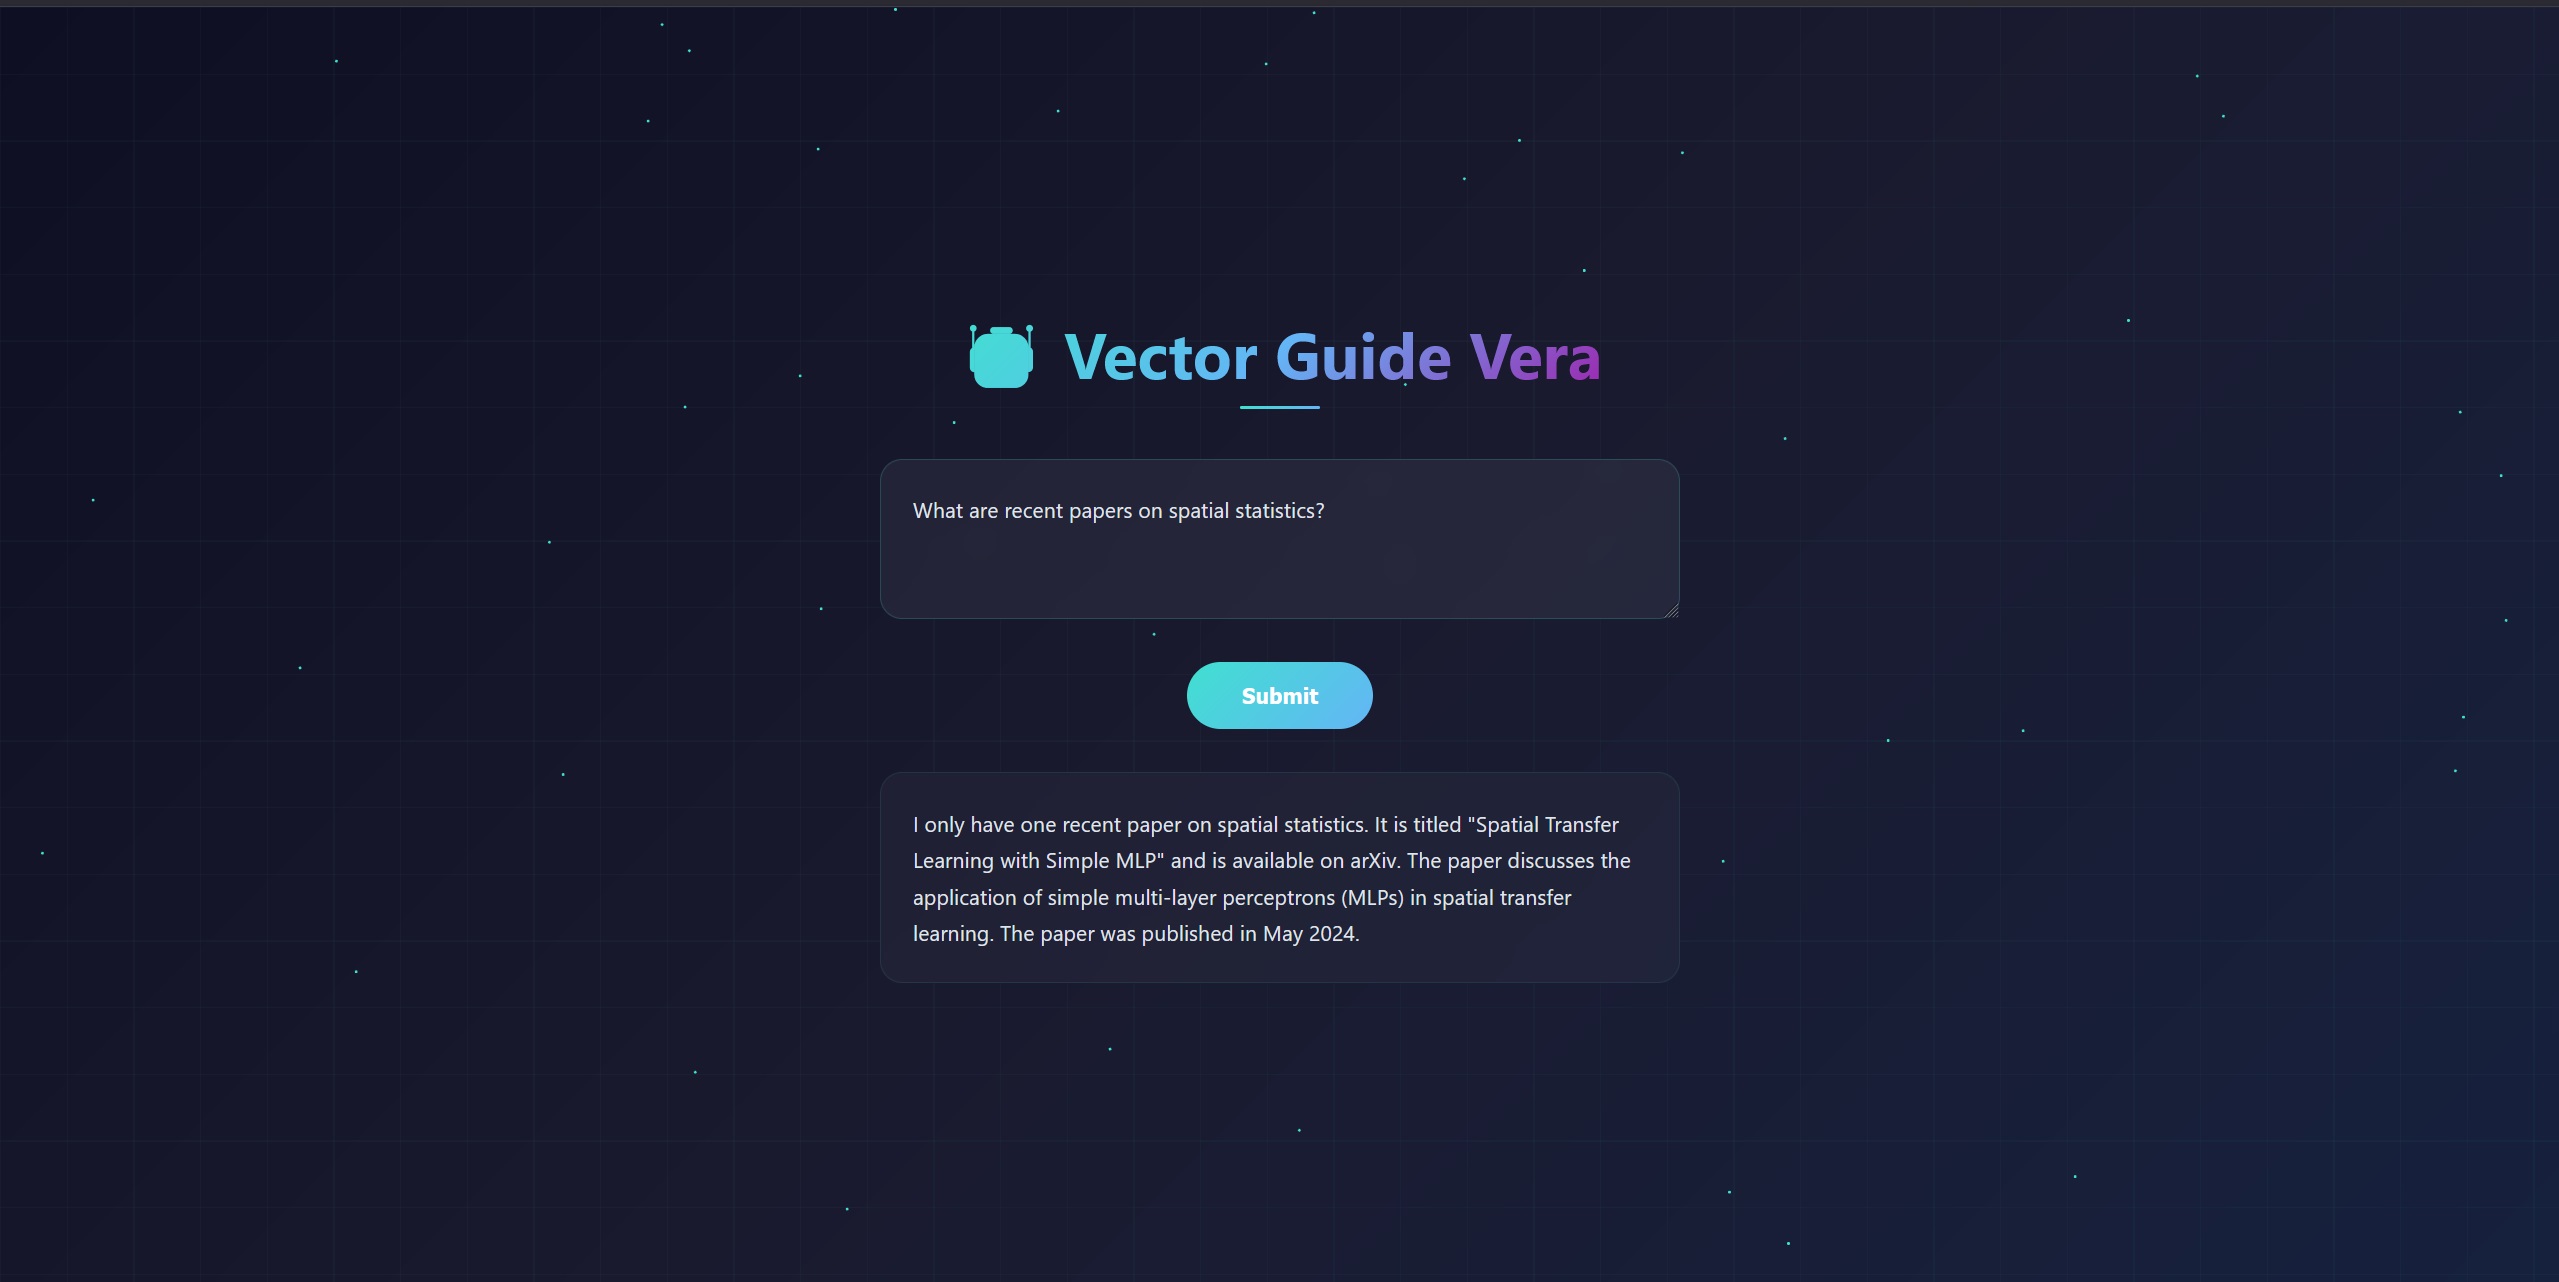 Vector Guide Vera
What are recent papers on spatial statistics?
Submit
I only have one recent paper on spatial statistics. It is titled "Spatial Transfer
Learning with Simple MLP" and is available on arXiv. The paper discusses the
application of simple multi-layer perceptrons (MLPs) in spatial transfer
learning. The paper was published in May 2024.